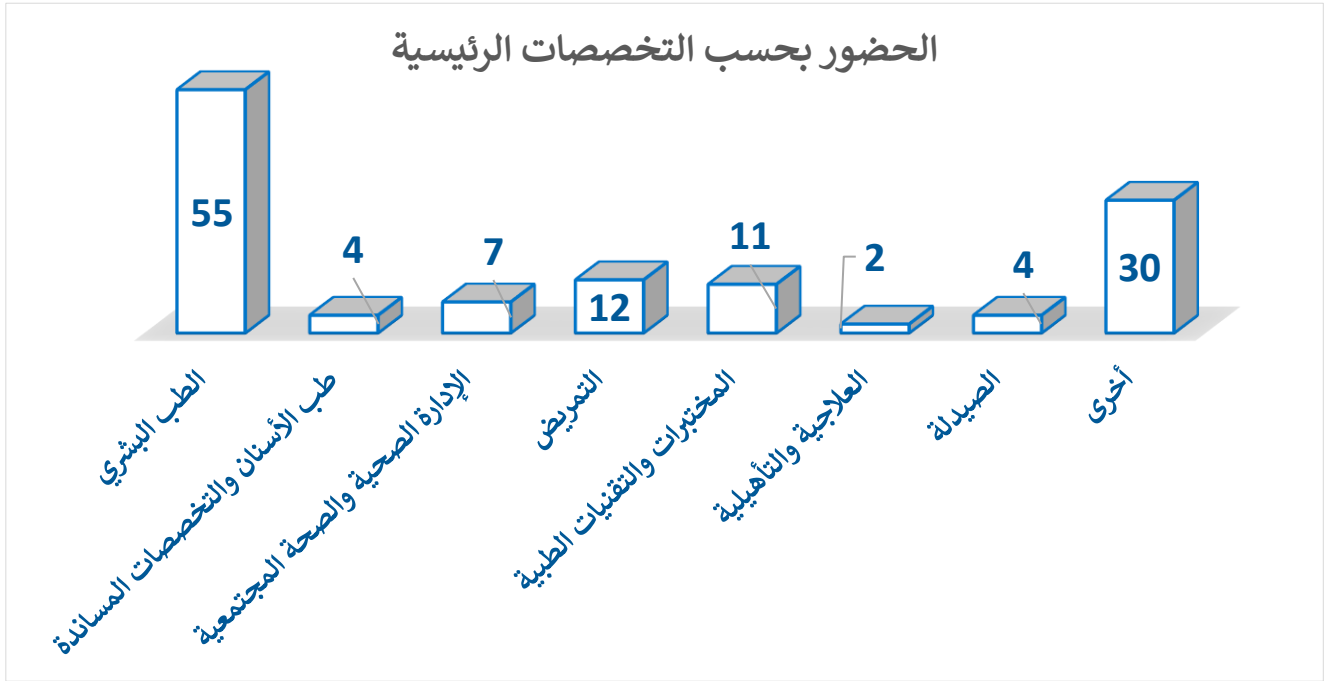 الحضور بحسب التخصصات الرئيسية
55
4
7
12
11
2
4
30
الطب البشري
طب الأسنان والتخصصات المساندة
الإدارة الصحية والصحة المجتمعية
التمريض
المختبرات والتقنيات الطبية
العلاجية والتأهيلية
الصيدلة
أخرى